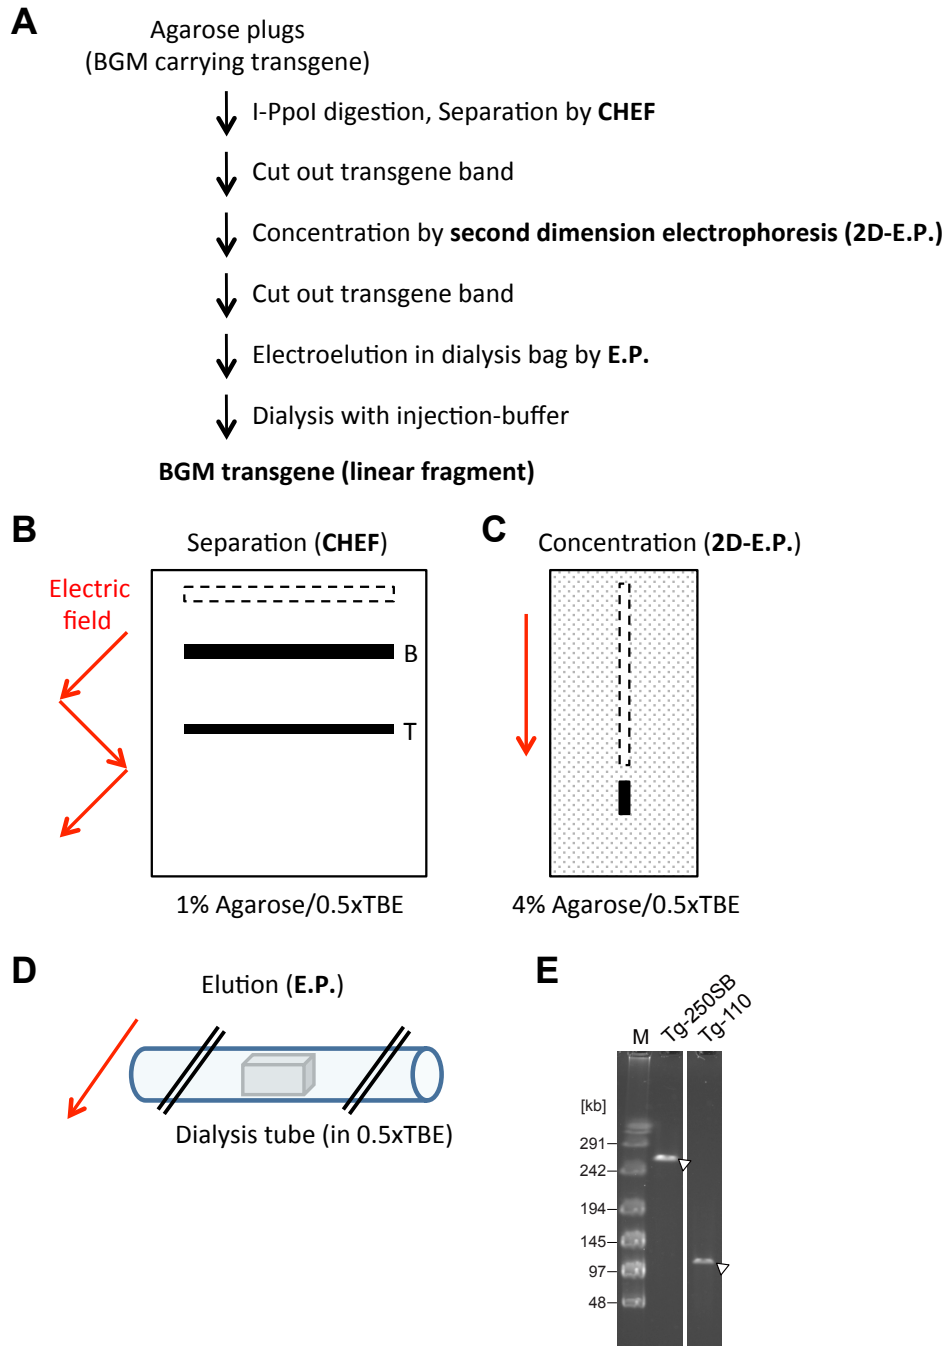 A
Agarose plugs
(BGM carrying transgene)
I-PpoI digestion, Separation by CHEF
Cut out transgene band
Concentration by second dimension electrophoresis (2D-E.P.)
Cut out transgene band
Electroelution in dialysis bag by E.P.
Dialysis with injection-buffer
BGM transgene (linear fragment)
B
Separation (CHEF)
Electric
field
B
T
1% Agarose/0.5xTBE
C
Concentration (2D-E.P.)
4% Agarose/0.5xTBE
D
Elution (E.P.)
Dialysis tube (in 0.5xTBE)
E
M
Tg-250SB
Tg-110
[kb]
291
242
194
145
97
48